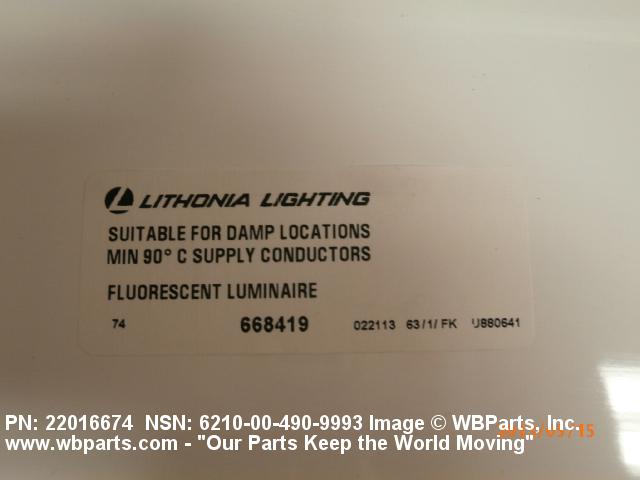 LITHONIA LIGHTING
SUITABLE FOR DAMP LOCATIONS
MIN 90° C SUPPLY CONDUCTORS
FLUORESCENT LUMINAIRE
74 668419 022113 63/1/ FK U880641
PN: 22016674 NSN: 6210-00-490-9993 Image © WBParts, Inc.
www.wbparts.com - "Our Parts Keep the World Moving"